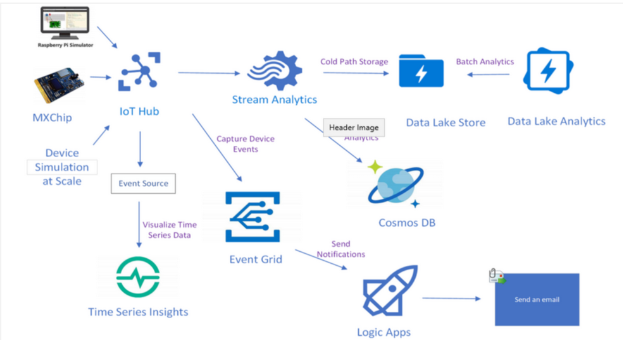 Raspberry Pi Simulator
MXChip
IoT Hub
Stream Analytics
Cold Path Storage
Batch Analytics
Data Lake Store
Data Lake Analytics
Header Image
Analytics
Device
Simulation
at Scale
Capture Device
Events
Event Source
Cosmos DB
Visualize Time
Series Data
Event Grid
Send
Notifications
Time Series Insights
Logic Apps
Send an email